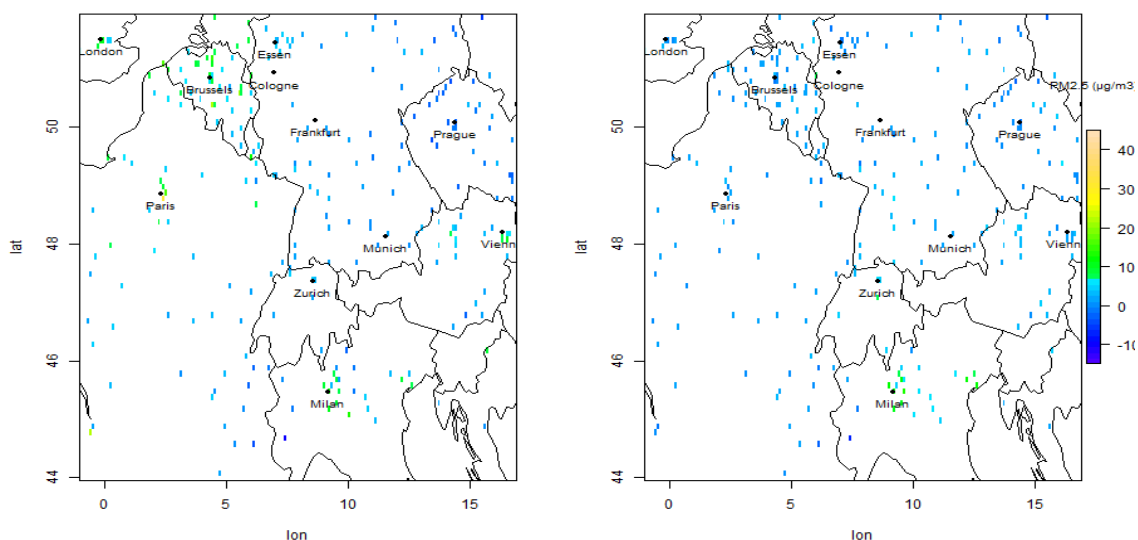 London
Essen
Cologne
Brussels
Frankfurt
Prague
Paris
Munich
Vienn
Zurich
Milan
44
46
48
50
lat
0
5
10
15
lon
London
Essen
Cologne
Brussels
Frankfurt
Prague
Paris
Munich
Vienn
Zurich
Milan
44
46
48
50
lat
0
5
10
15
lon
PM2.5 (µg/m3)
40
30
20
10
0
-10